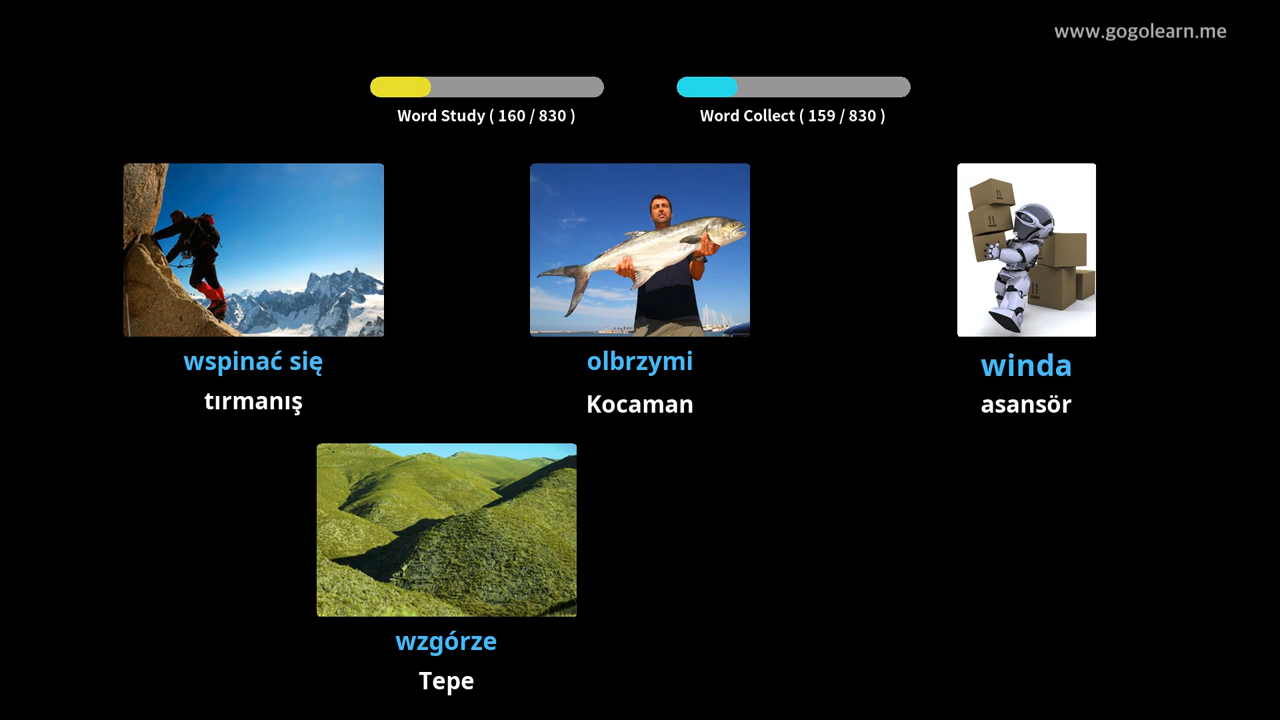 www.gogolearn.me
Word Study ( 160 / 830 )
Word Collect ( 159 / 830 )
wspinać się
tırmanış
olbrzymi
Kocaman
winda
asansör
wzgórze
Tepe